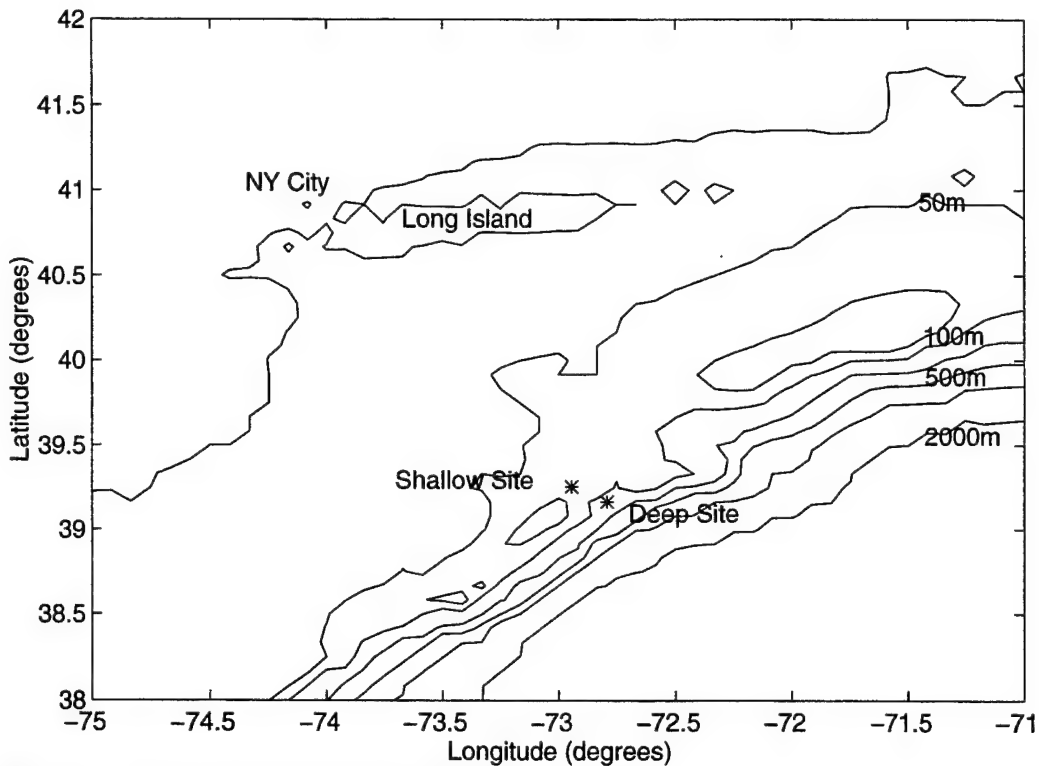 42
41.5
41
40.5
40
39.5
39
38.5
38
Latitude (degrees)
NY City
Long Island
50m
100m
500m
2000m
Shallow Site
Deep Site
−75
−74.5
−74
−73.5
−73
−72.5
−72
−71.5
−71
Longitude (degrees)